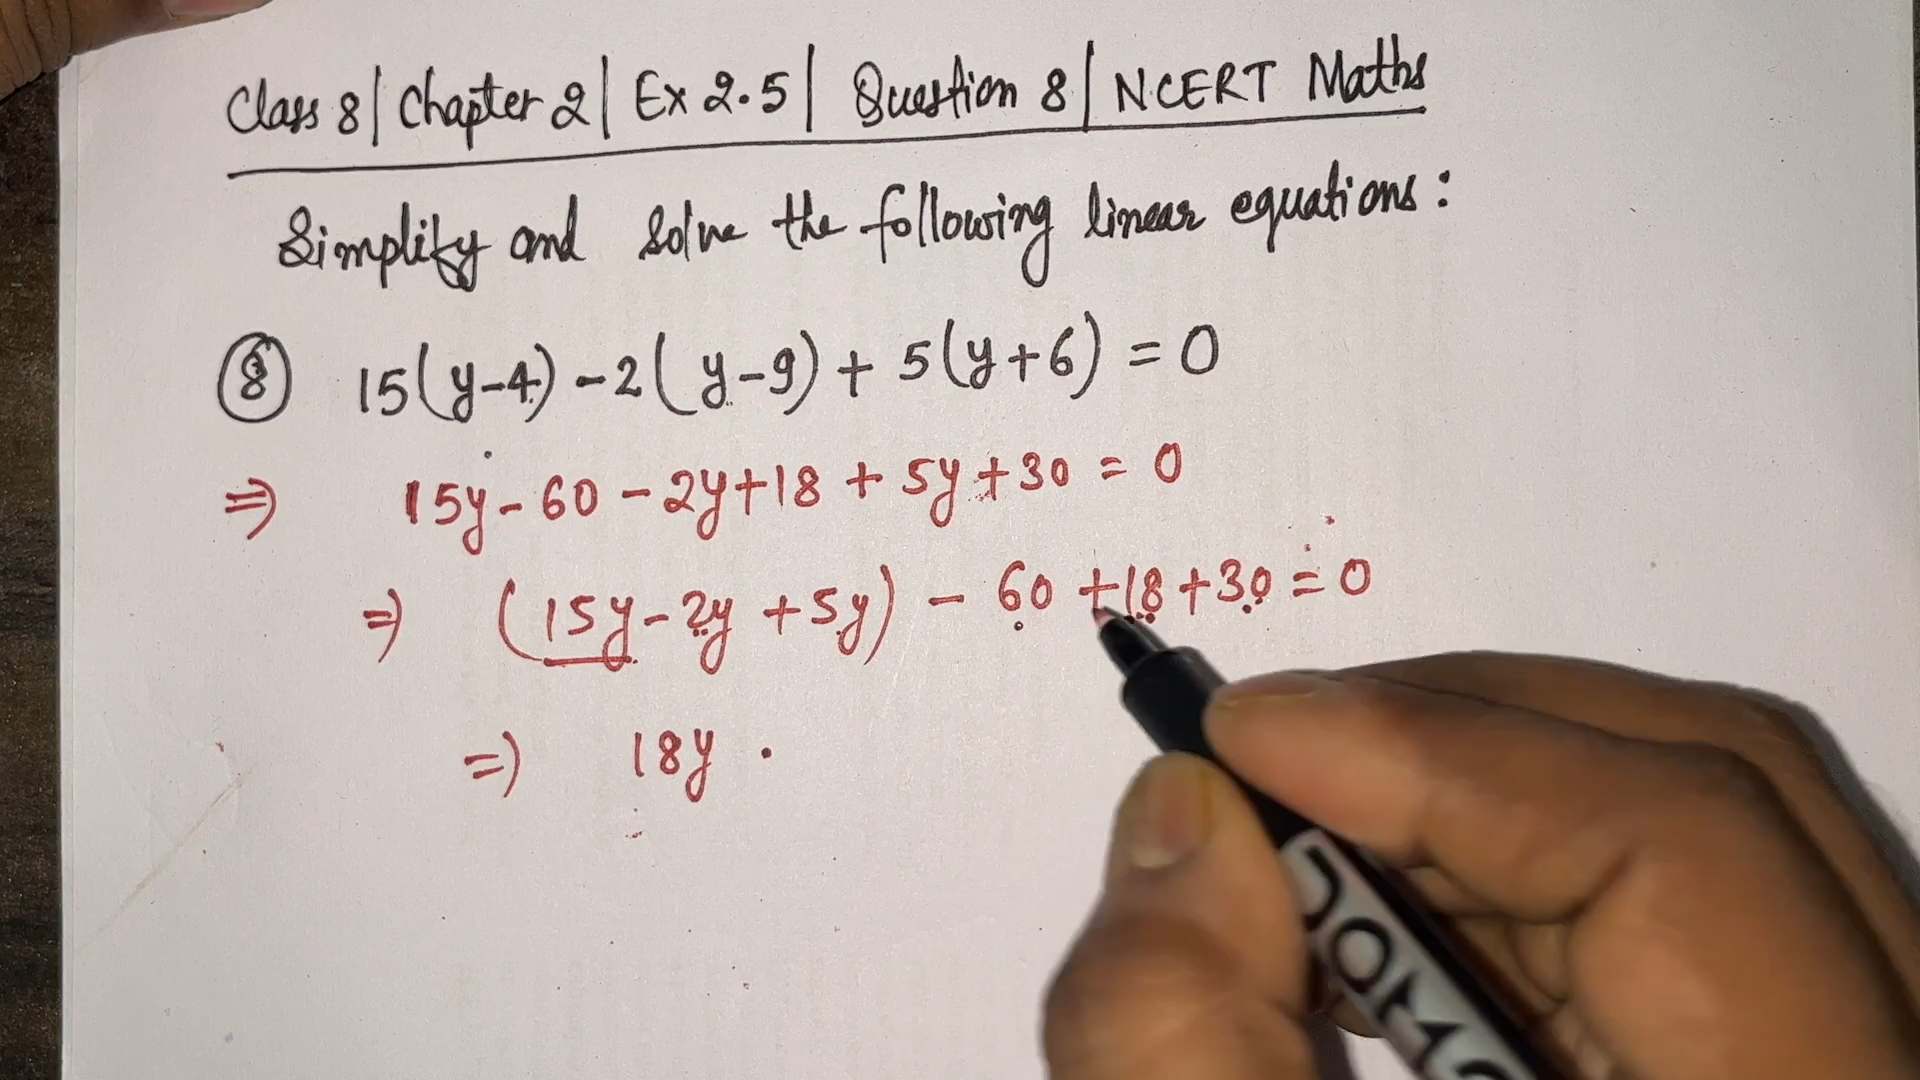 Class 8 | Chapter 2 | Ex 2.5 | Question 8 | NCERT Maths
Simplify and Solve the following linear equations:
8 15(y-4) - 2(y-9) + 5(y+6) = 0
⇒ 15y - 60 - 2y + 18 + 5y + 30 = 0
⇒ (15y - 2y + 5y) - 60 + 18 + 30 = 0
⇒ 18y